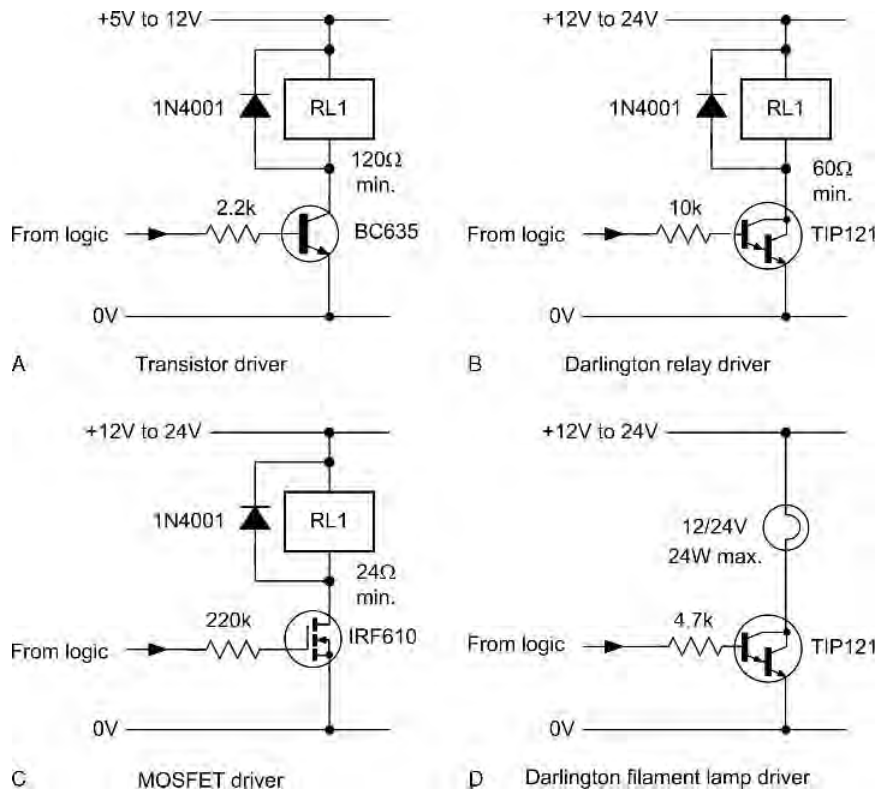 +5V to 12V
1N4001
RL1
120Ω
min.
2.2k
From logic
BC635
0V
A Transistor driver
+12V to 24V
1N4001
RL1
60Ω
min.
10k
From logic
TIP121
0V
B Darlington relay driver
+12V to 24V
1N4001
RL1
24Ω
min.
220k
IRF610
From logic
0V
C MOSFET driver
+12V to 24V
12/24V
24W max.
4.7k
From logic
TIP121
0V
D Darlington filament lamp driver